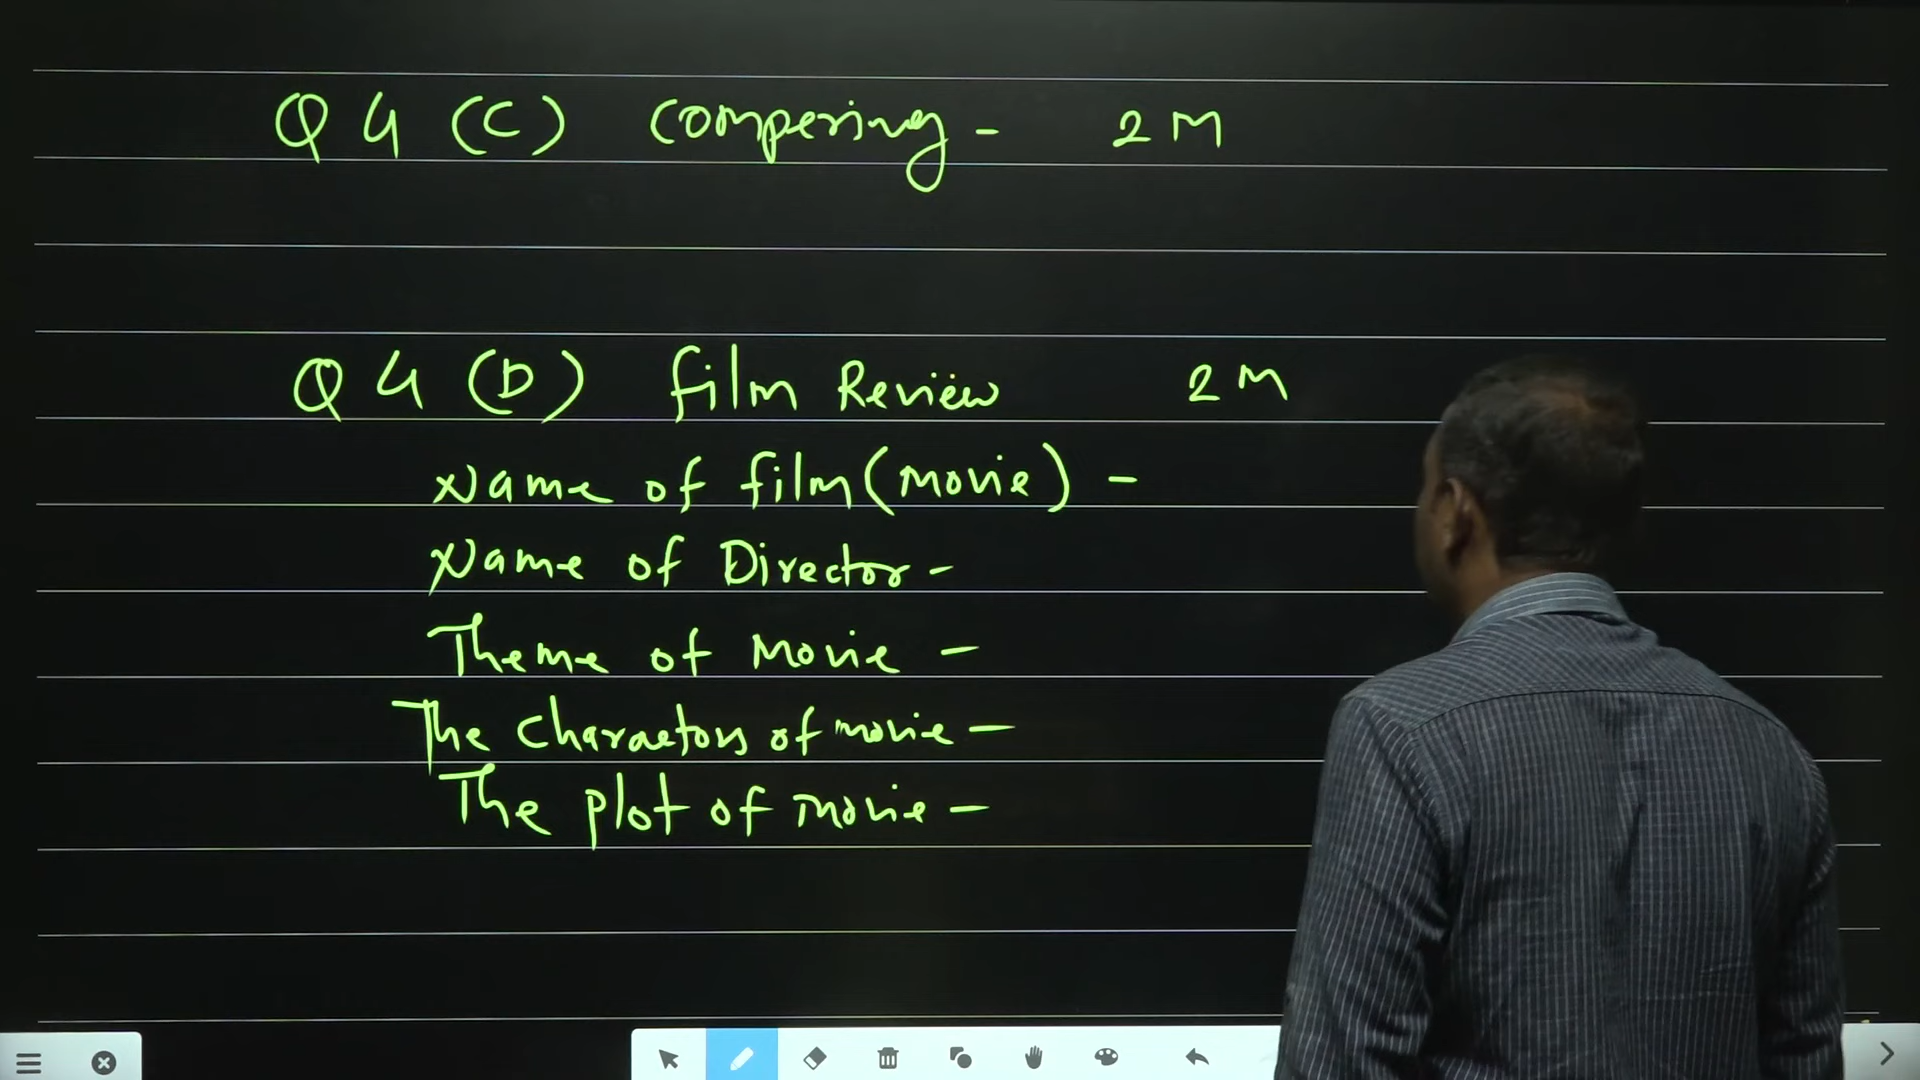 Q 4 (C) Compering - 2 M
Q 4 (D) Film Review 2 M
Name of film (Movie) -
Name of Director -
Theme of Movie -
The Charactors of movie -
The plot of movie -